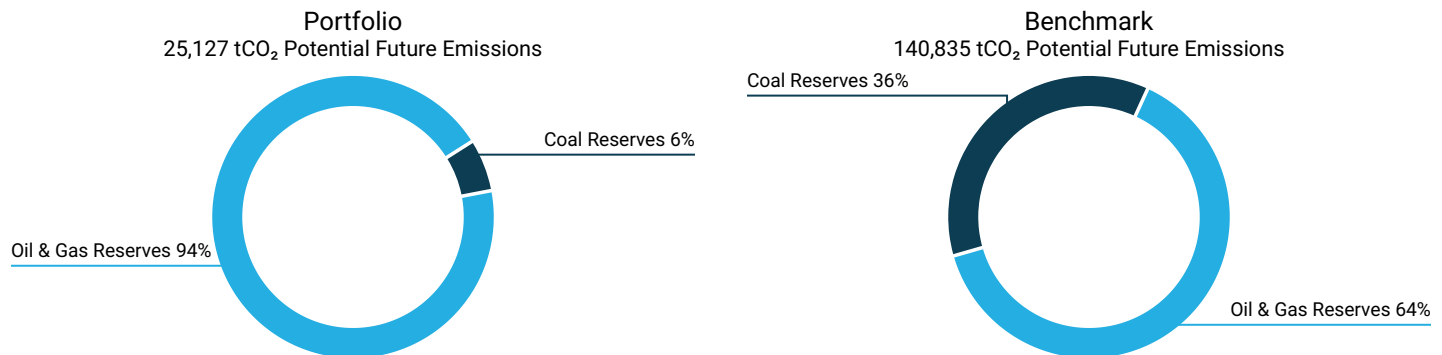 Portfolio
25,127 tCO₂ Potential Future Emissions
Coal Reserves 6%
Oil & Gas Reserves 94%
Benchmark
140,835 tCO₂ Potential Future Emissions
Coal Reserves 36%
Oil & Gas Reserves 64%